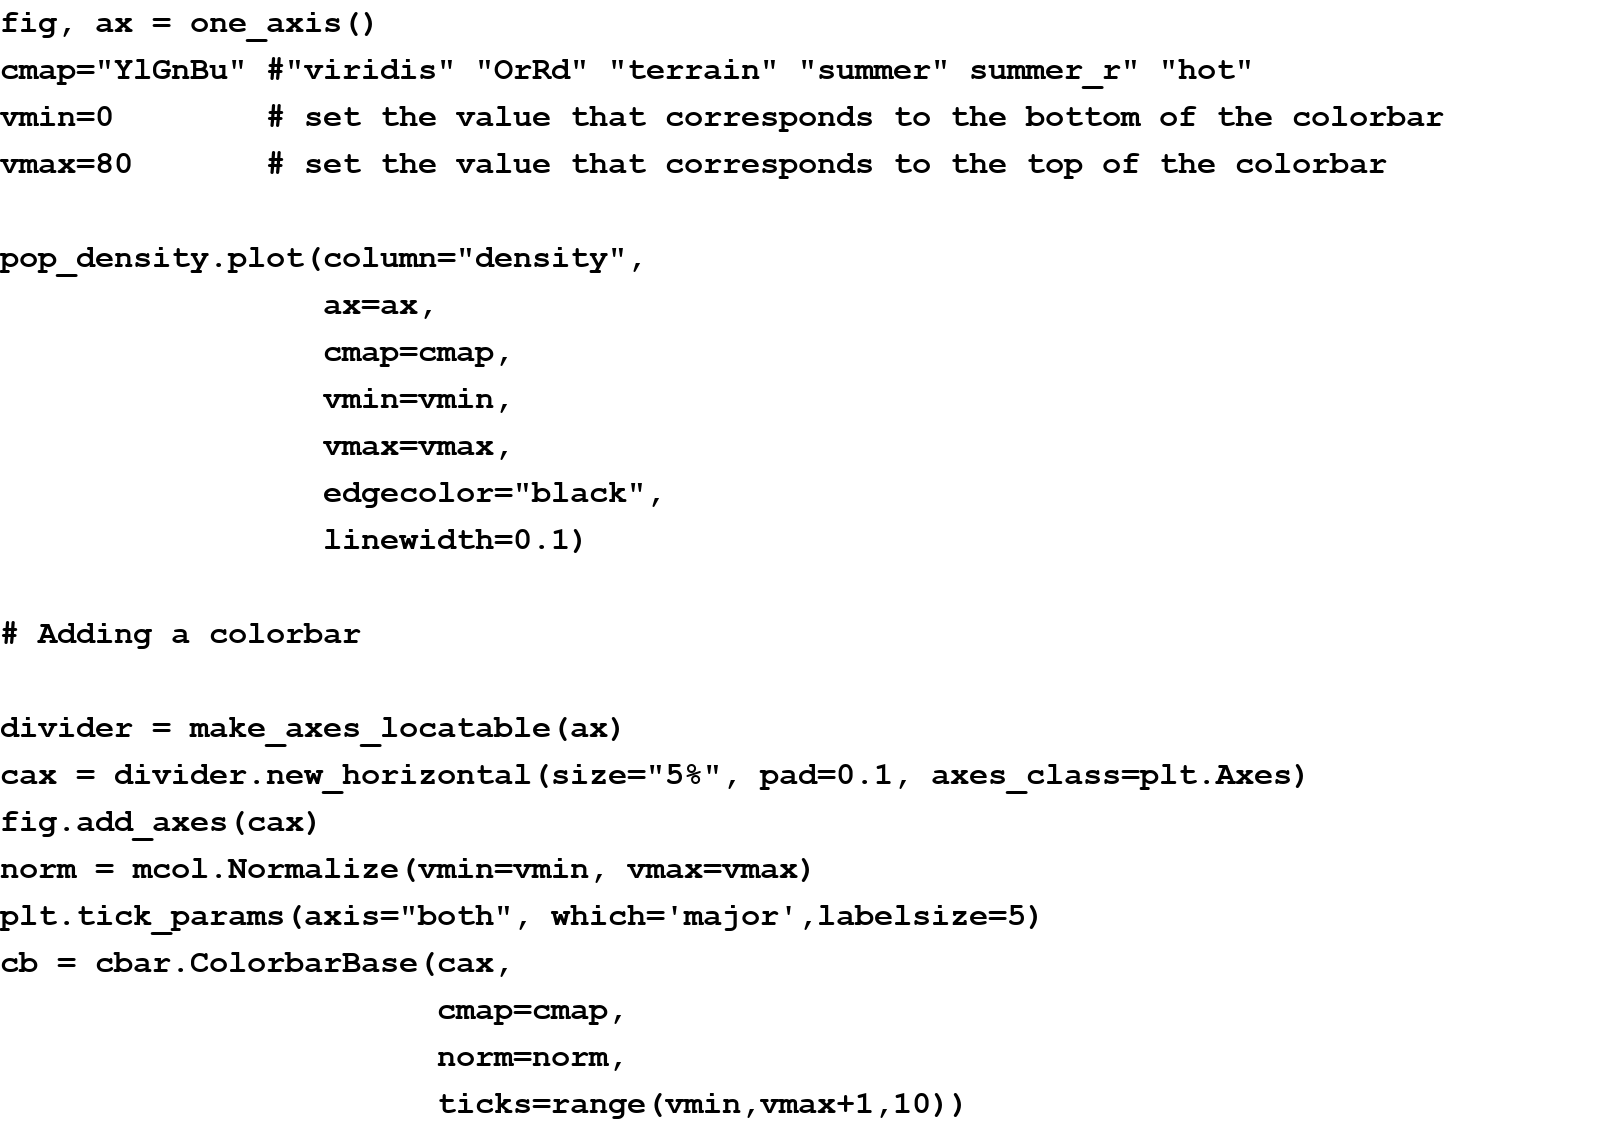 fig, ax = one_axis()
cmap="YlGnBu" #"viridis" "OrRd" "terrain" "summer" summer_r" "hot"
vmin=0        # set the value that corresponds to the bottom of the colorbar
vmax=80       # set the value that corresponds to the top of the colorbar

pop_density.plot(column="density",
                 ax=ax,
                 cmap=cmap,
                 vmin=vmin,
                 vmax=vmax,
                 edgecolor="black",
                 linewidth=0.1)

# Adding a colorbar

divider = make_axes_locatable(ax)
cax = divider.new_horizontal(size="5%", pad=0.1, axes_class=plt.Axes)
fig.add_axes(cax)
norm = mcol.Normalize(vmin=vmin, vmax=vmax)
plt.tick_params(axis="both", which='major',labelsize=5)
cb = cbar.ColorbarBase(cax,
                       cmap=cmap,
                       norm=norm,
                       ticks=range(vmin,vmax+1,10))